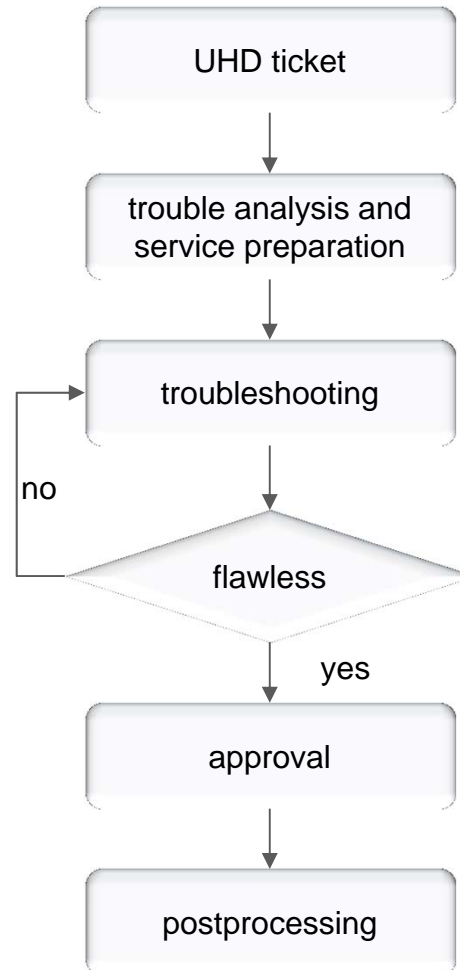 UHD ticket
trouble analysis and
service preparation
troubleshooting
no
flawless
yes
approval
postprocessing